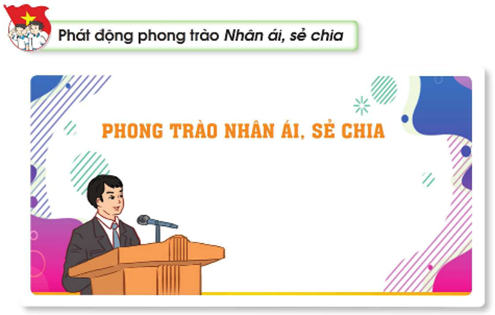 Phát động phong trào Nhân ái, sẻ chia
PHONG TRÀO NHÂN ÁI, SẺ CHIA